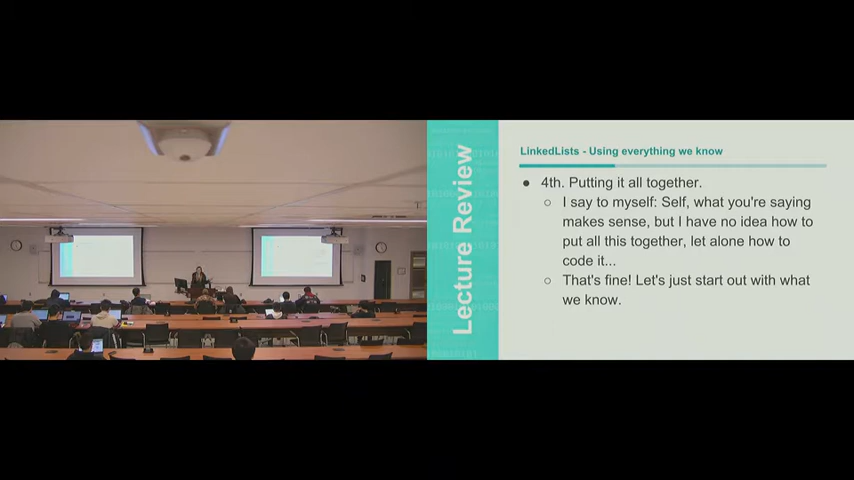 Lecture Review
LinkedLists - Using everything we know
● 4th. Putting it all together.
○ I say to myself: Self, what you're saying
makes sense, but I have no idea how to
put all this together, let alone how to
code it...
○ That's fine! Let's just start out with what
we know.